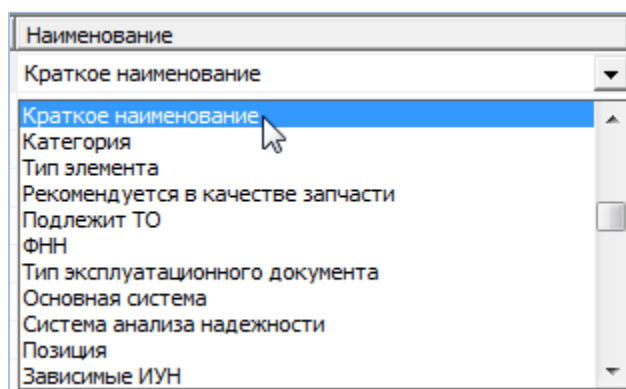 Наименование
Краткое наименование
Краткое наименование
Категория
Тип элемента
Рекомендуется в качестве запчасти
Подлежит ТО
ФНН
Тип эксплуатационного документа
Основная система
Система анализа надежности
Позиция
Зависимые ИУН